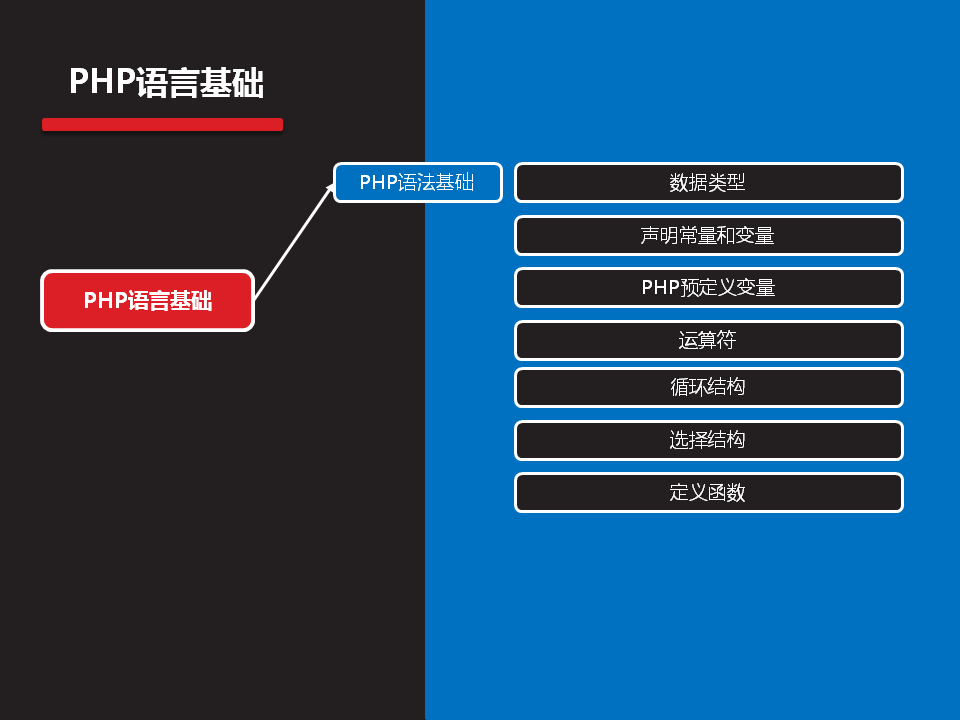 PHP语言基础
PHP语法基础
数据类型
声明常量和变量
PHP预定义变量
PHP语言基础
运算符
循环结构
选择结构
定义函数